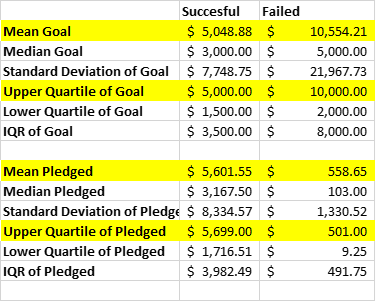 Succesful Failed
Mean Goal $ 5,048.88 $ 10,554.21
Median Goal $ 3,000.00 $ 5,000.00
Standard Deviation of Goal $ 7,748.75 $ 21,967.73
Upper Quartile of Goal $ 5,000.00 $ 10,000.00
Lower Quartile of Goal $ 1,500.00 $ 2,000.00
IQR of Goal $ 3,500.00 $ 8,000.00
Mean Pledged $ 5,601.55 $ 558.65
Median Pledged $ 3,167.50 $ 103.00
Standard Deviation of Pledge $ 8,334.57 $ 1,330.52
Upper Quartile of Pledged $ 5,699.00 $ 501.00
Lower Quartile of Pledged $ 1,716.51 $ 9.25
IQR of Pledged $ 3,982.49 $ 491.75